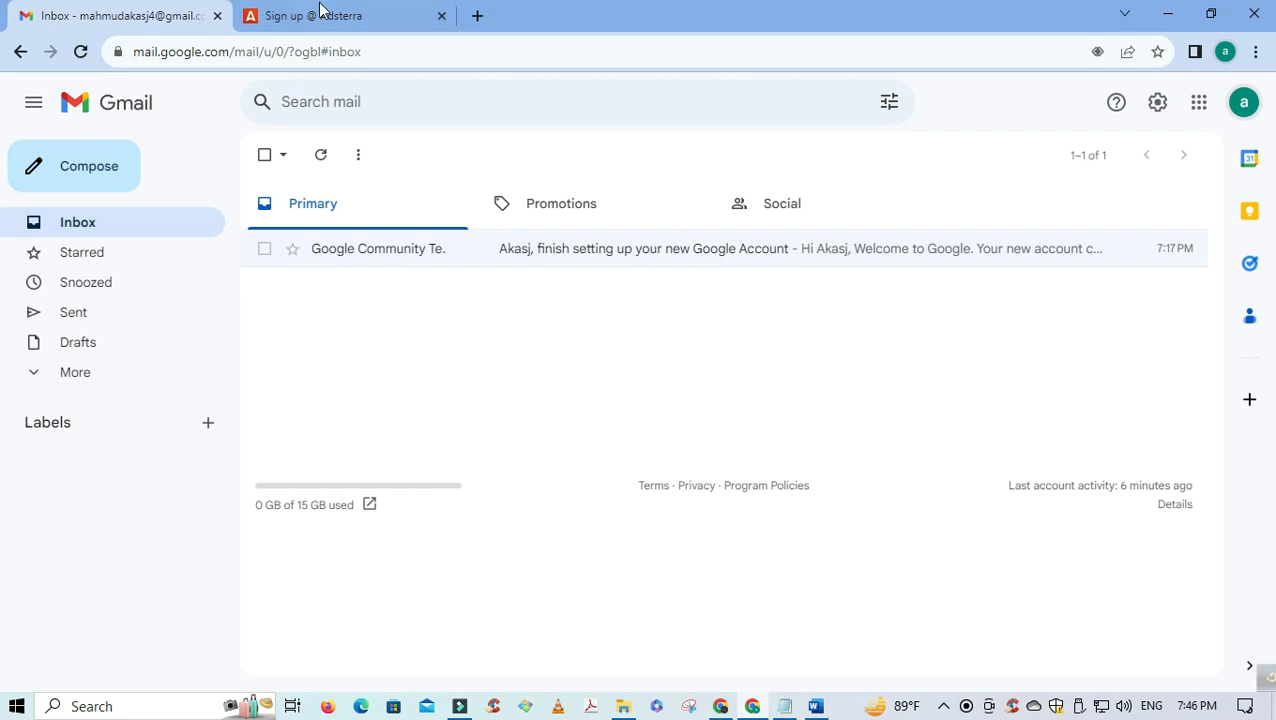 Inbox - mahmudakasj4@gmail.co
Sign up @ Adsterra
mail.google.com/mail/u/0/?ogbl#inbox
a
Gmail
Search mail
a
Compose
1–1 of 1
Primary
Promotions
Social
Inbox
Google Community Te.
Akasj, finish setting up your new Google Account - Hi Akasj, Welcome to Google. Your new account c...
7:17 PM
31
Starred
Snoozed
Sent
Drafts
More
Labels
Terms · Privacy · Program Policies
Last account activity: 6 minutes ago
0 GB of 15 GB used
Details
Search
89°F
ENG
7:46 PM